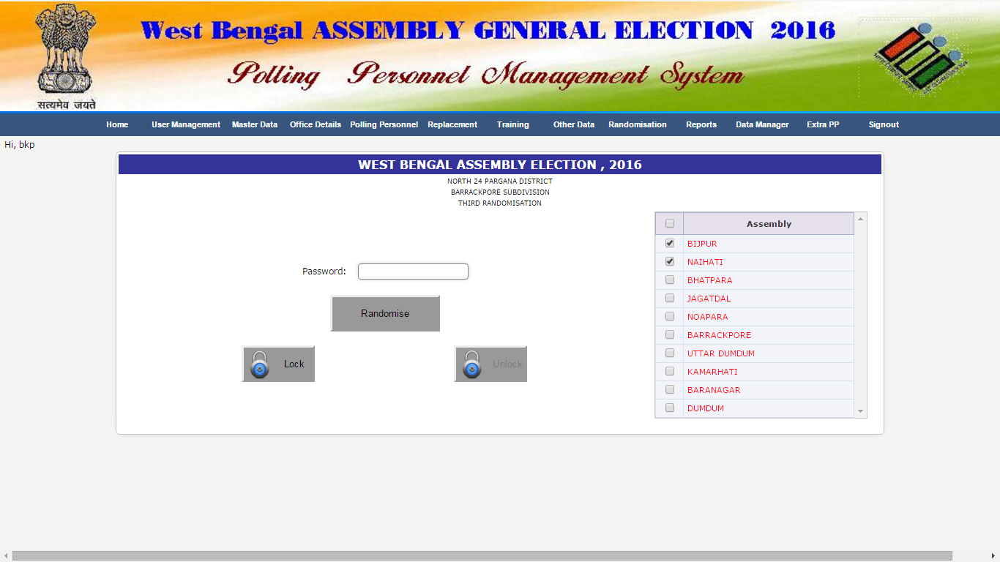 West Bengal ASSEMBLY GENERAL ELECTION 2016
Polling Personnel Management System
सत्यमेव जयते
Home User Management Master Data Office Details Polling Personnel Replacement Training Other Data Randomisation Reports Data Manager Extra PP Signout
Hi, bkp
WEST BENGAL ASSEMBLY ELECTION , 2016
NORTH 24 PARGANA DISTRICT
BARRACKPORE SUBDIVISION
THIRD RANDOMISATION
Password:
Randomise
Lock Unlock
Assembly
BIJPUR
NAIHATI
BHATPARA
JAGATDAL
NOAPARA
BARRACKPORE
UTTAR DUMDUM
KAMARHATI
BARANAGAR
DUMDUM